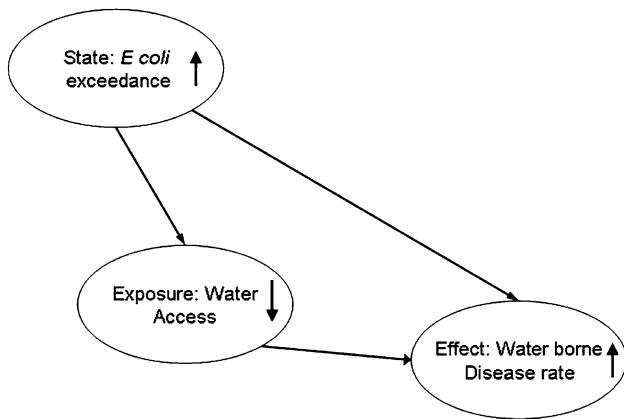 State: E coli
exceedance
Exposure: Water
Access
Effect: Water borne
Disease rate